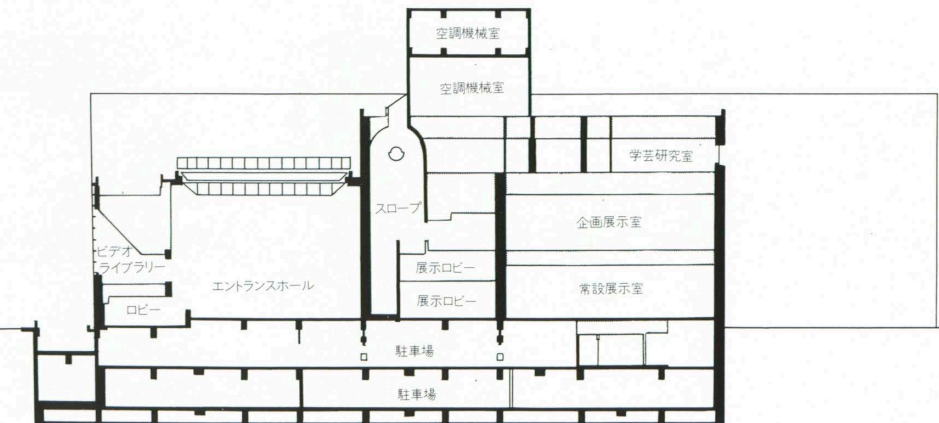 空調機械室
空調機械室
学芸研究室
スロープ
企画展示室
ビデオ
ライブラリー
展示ロビー
エントランスホール
常設展示室
ロビー
展示ロビー
駐車場
駐車場